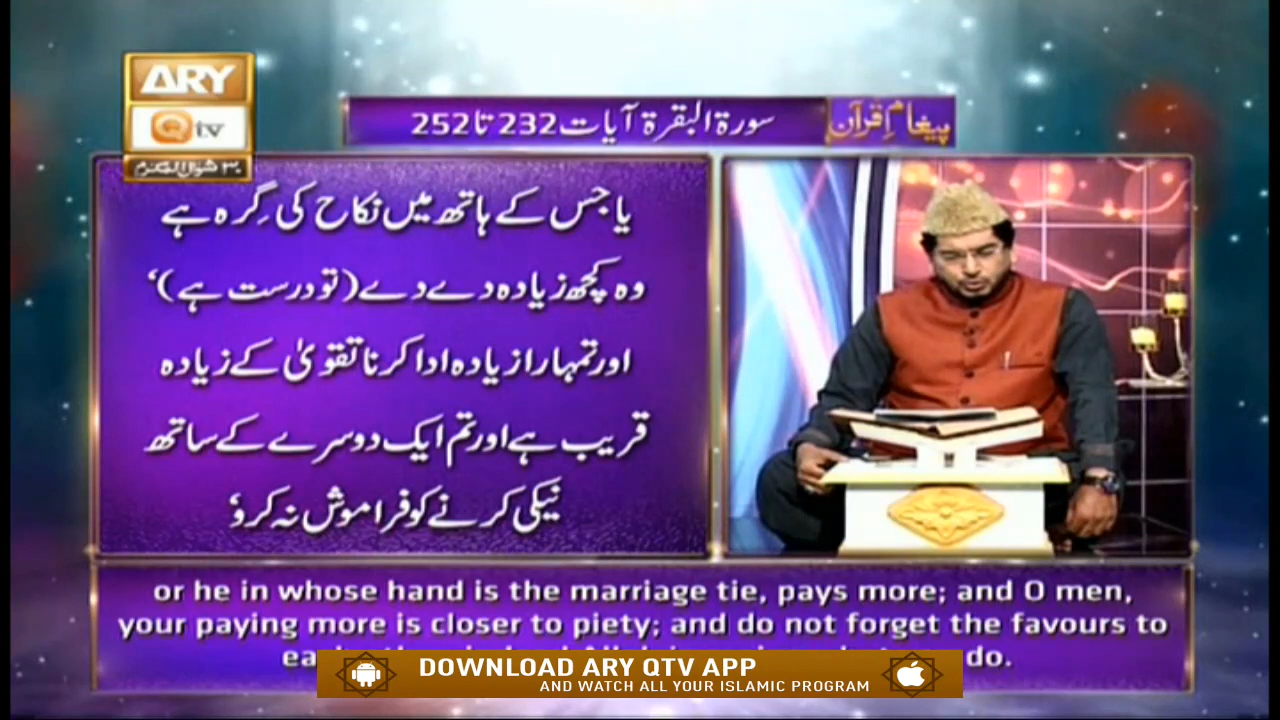 ARY
Qtv
۳۰ شوال المکرم
سورۃ البقرۃ آیات 232 تا 252
پیغامِ قرآن
یا جس کے ہاتھ میں نکاح کی گِرہ ہے
وہ کچھ زیادہ دے دے (تو درست ہے)‘
اور تمہارا زیادہ ادا کرنا تقویٰ کے زیادہ
قریب ہے اور تم ایک دوسرے کے ساتھ
نیکی کرنے کو فراموش نہ کرو‘
or he in whose hand is the marriage tie, pays more; and O men,
your paying more is closer to piety; and do not forget the favours to
do.
DOWNLOAD ARY QTV APP
AND WATCH ALL YOUR ISLAMIC PROGRAM